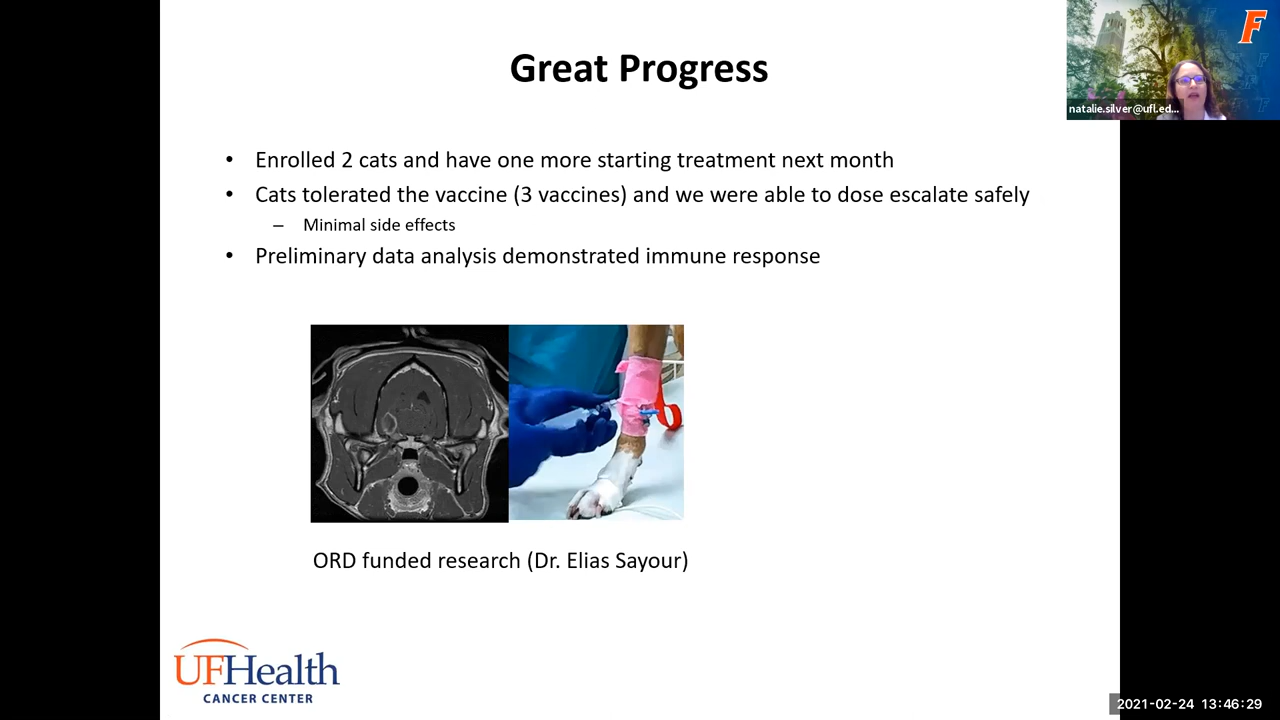 Great Progress
F
natalie.silver@ufl.ed...
• Enrolled 2 cats and have one more starting treatment next month
• Cats tolerated the vaccine (3 vaccines) and we were able to dose escalate safely
– Minimal side effects
• Preliminary data analysis demonstrated immune response
ORD funded research (Dr. Elias Sayour)
UFHealth
CANCER CENTER
2021-02-24 13:46:29